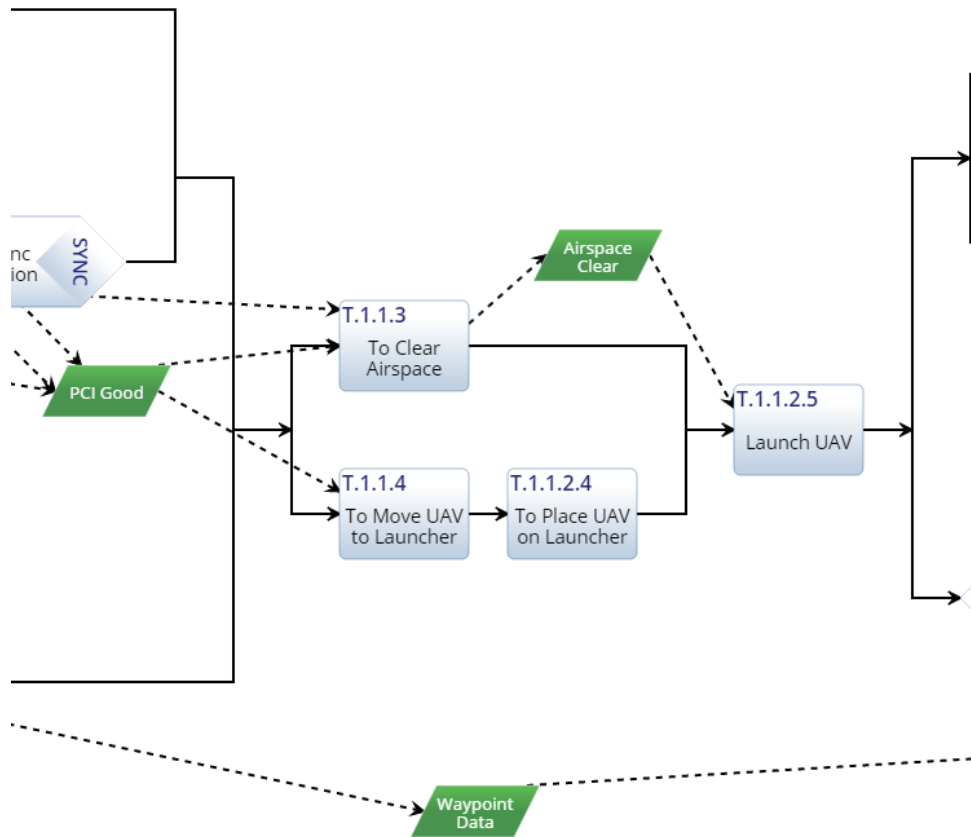 nc
ion
SYNC
PCI Good
T.1.1.3
To Clear
Airspace
Airspace
Clear
T.1.1.4
To Move UAV
to Launcher
T.1.1.2.4
To Place UAV
on Launcher
T.1.1.2.5
Launch UAV
Waypoint
Data